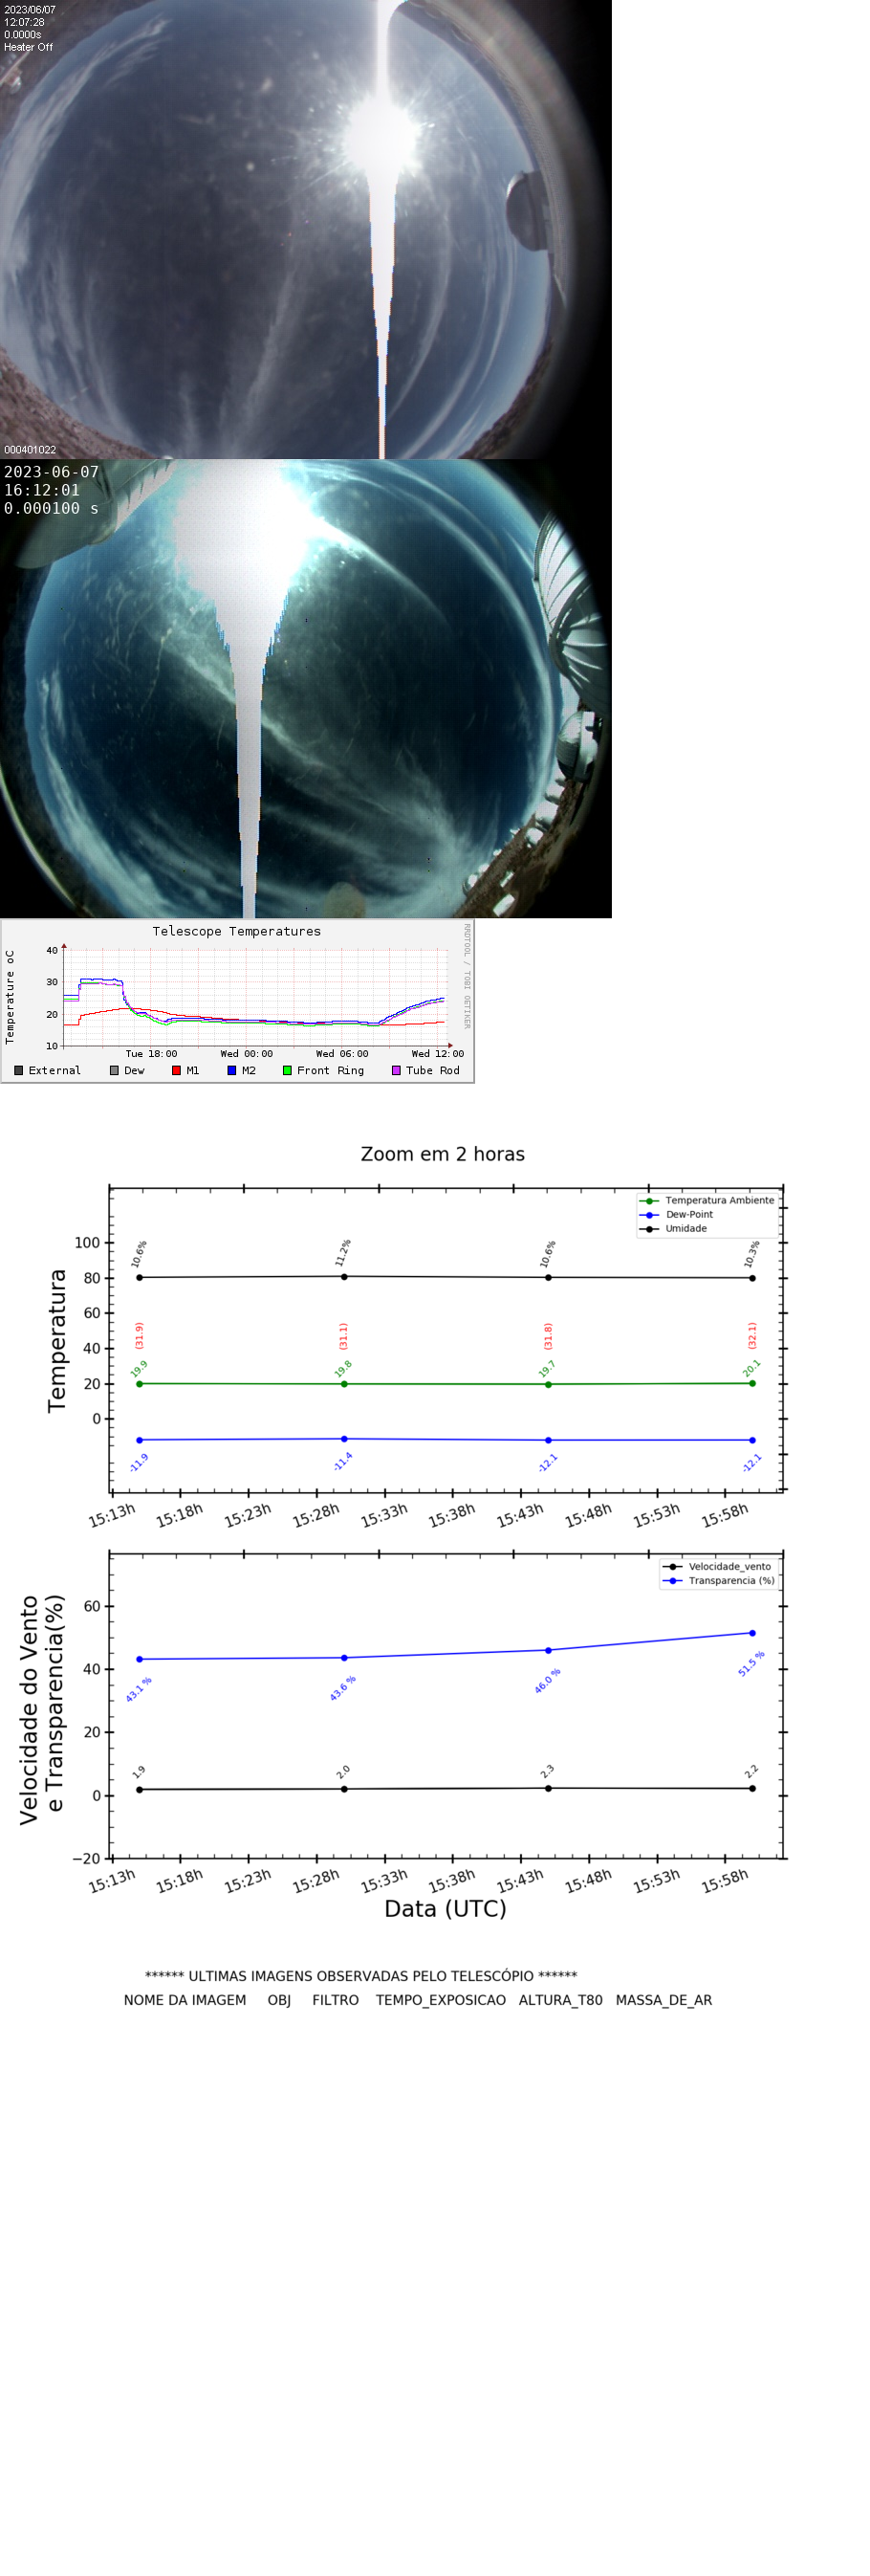 2023/06/07
12:07:28
0.0000s
Heater Off
000401022
2023-06-07
16:12:01
0.000100 s
Telescope Temperatures
RRDTOOL / TOBI OETIKER
Temperature oC
40
30
20
10
Tue 18:00 Wed 00:00 Wed 06:00 Wed 12:00
External Dew M1 M2 Front Ring Tube Rod
Zoom em 2 horas
Temperatura Ambiente
Dew-Point
Umidade
Temperatura
100
80
60
40
20
0
10.6% 11.2% 10.6% 10.3%
(31.9) (31.1) (31.8) (32.1)
19.9 19.8 19.7 20.1
-11.9 -11.4 -12.1 -12.1
15:13h 15:18h 15:23h 15:28h 15:33h 15:38h 15:43h 15:48h 15:53h 15:58h
Velocidade_vento
Transparencia (%)
Velocidade do Vento
e Transparencia(%)
60
40
20
0
−20
43.1 % 43.6 % 46.0 % 51.5 %
1.9 2.0 2.3 2.2
15:13h 15:18h 15:23h 15:28h 15:33h 15:38h 15:43h 15:48h 15:53h 15:58h
Data (UTC)
****** ULTIMAS IMAGENS OBSERVADAS PELO TELESCÓPIO ******
NOME DA IMAGEM OBJ FILTRO TEMPO_EXPOSICAO ALTURA_T80 MASSA_DE_AR